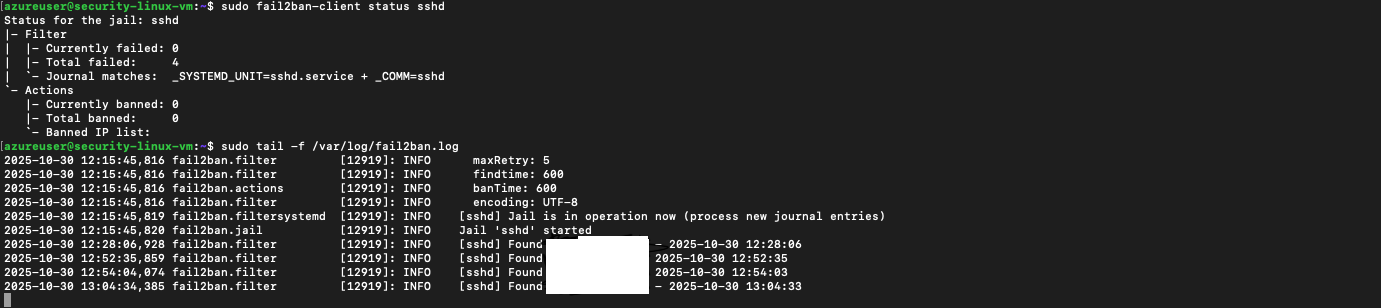 [azureuser@security-linux-vm:~$ sudo fail2ban-client status sshd
Status for the jail: sshd
|- Filter
|  |- Currently failed: 0
|  |- Total failed:     4
|  `- Journal matches:  _SYSTEMD_UNIT=sshd.service + _COMM=sshd
`- Actions
   |- Currently banned: 0
   |- Total banned:     0
   `- Banned IP list:
[azureuser@security-linux-vm:~$ sudo tail -f /var/log/fail2ban.log
2025-10-30 12:15:45,816 fail2ban.filter         [12919]: INFO      maxRetry: 5
2025-10-30 12:15:45,816 fail2ban.filter         [12919]: INFO      findtime: 600
2025-10-30 12:15:45,816 fail2ban.actions        [12919]: INFO      banTime: 600
2025-10-30 12:15:45,816 fail2ban.filter         [12919]: INFO      encoding: UTF-8
2025-10-30 12:15:45,819 fail2ban.filtersystemd  [12919]: INFO    [sshd] Jail is in operation now (process new journal entries)
2025-10-30 12:15:45,820 fail2ban.jail           [12919]: INFO    Jail 'sshd' started
2025-10-30 12:28:06,928 fail2ban.filter         [12919]: INFO    [sshd] Found - 2025-10-30 12:28:06
2025-10-30 12:52:35,859 fail2ban.filter         [12919]: INFO    [sshd] Found 2025-10-30 12:52:35
2025-10-30 12:54:04,074 fail2ban.filter         [12919]: INFO    [sshd] Found 2025-10-30 12:54:03
2025-10-30 13:04:34,385 fail2ban.filter         [12919]: INFO    [sshd] Found - 2025-10-30 13:04:33